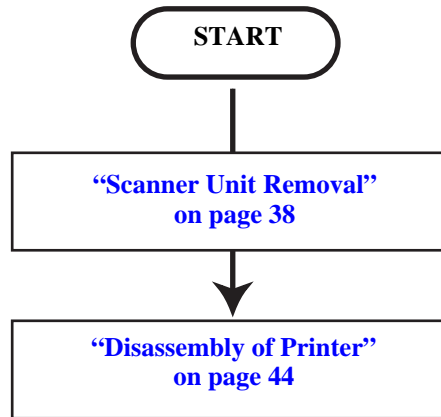 START
“Scanner Unit Removal”
on page 38
“Disassembly of Printer”
on page 44